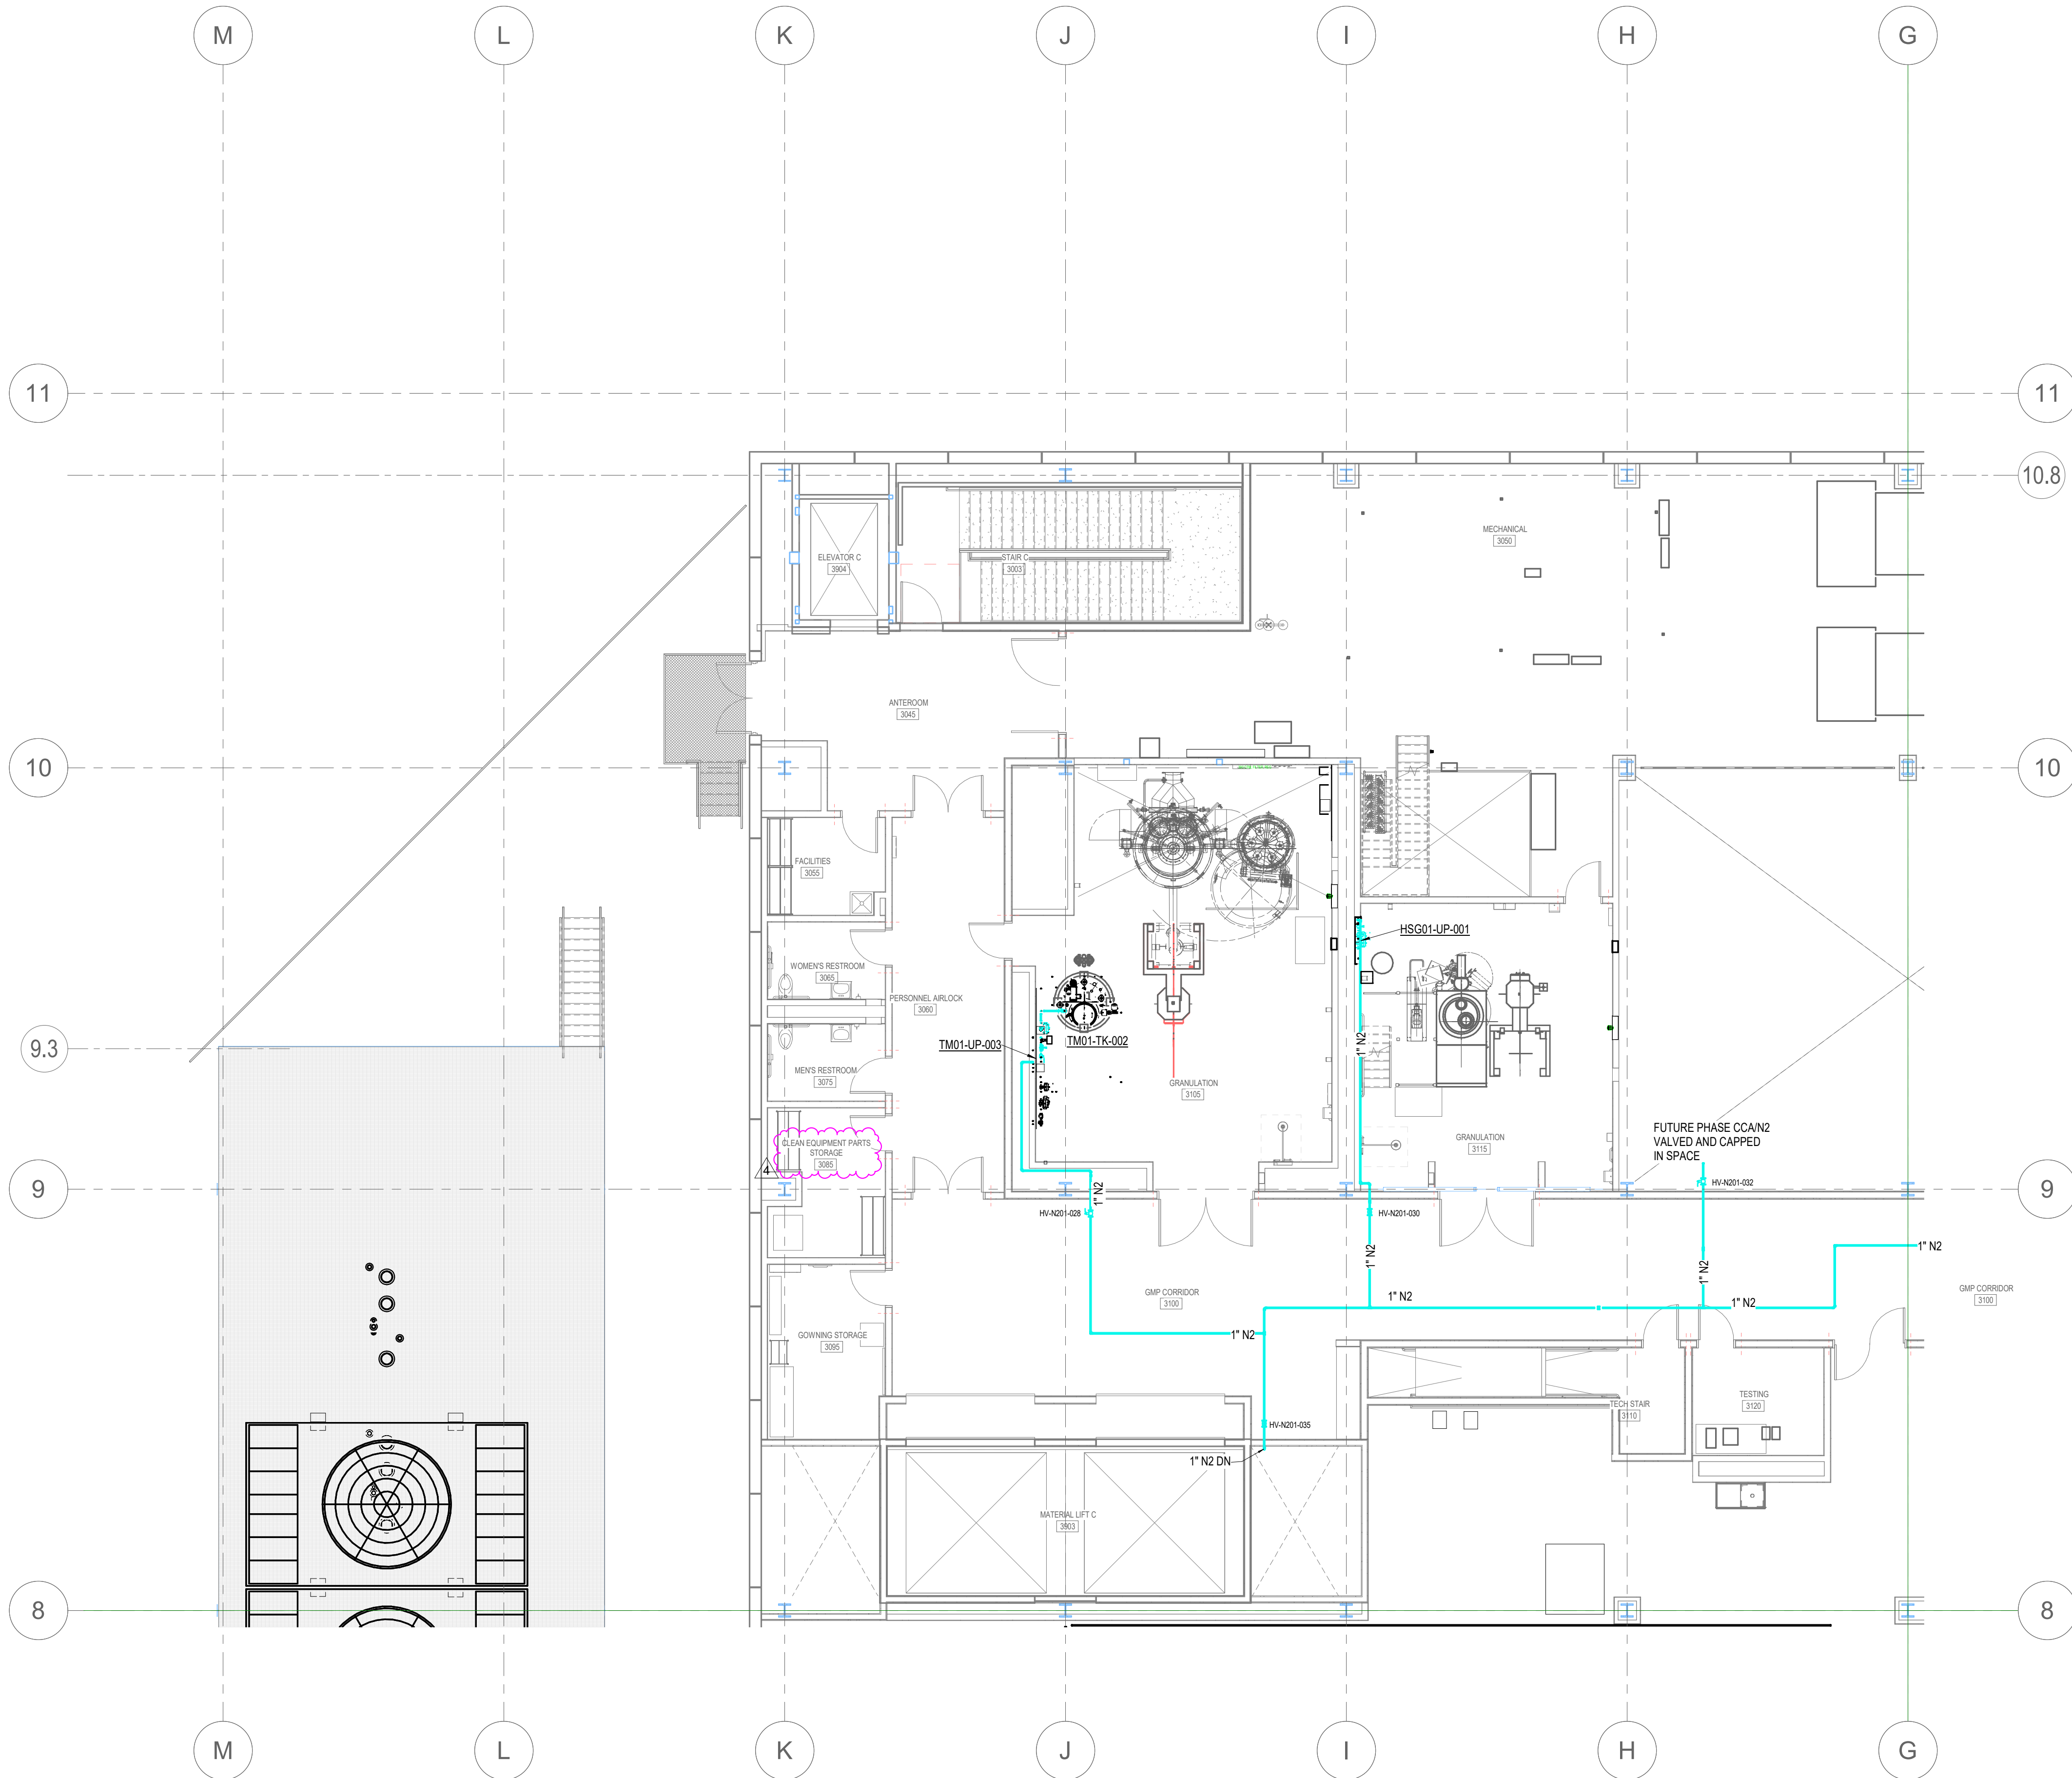 M
L
K
J
I
H
G
11
11
10.8
MECHANICAL
3050
ELEVATOR C
3904
STAIR C
3003
ANTEROOM
3045
10
10
FACILITIES
3055
HSG01-UP-001
WOMEN'S RESTROOM
3065
PERSONNEL AIRLOCK
3060
9.3
TM01-UP-003
TM01-TK-002
1" N2
MEN'S RESTROOM
3075
GRANULATION
3105
FUTURE PHASE CCA/N2
VALVED AND CAPPED
IN SPACE
CLEAN EQUIPMENT PARTS
STORAGE
3085
4
GRANULATION
3115
9
9
1" N2
HV-N201-028
HV-N201-030
HV-N201-032
1" N2
1" N2
1" N2
GMP CORRIDOR
3100
GMP CORRIDOR
3100
1" N2
1" N2
GOWNING STORAGE
3095
1" N2
TESTING
3120
TECH STAIR
3110
HV-N201-035
1" N2 DN
MATERIAL LIFT C
3903
8
8
M
L
K
J
I
H
G